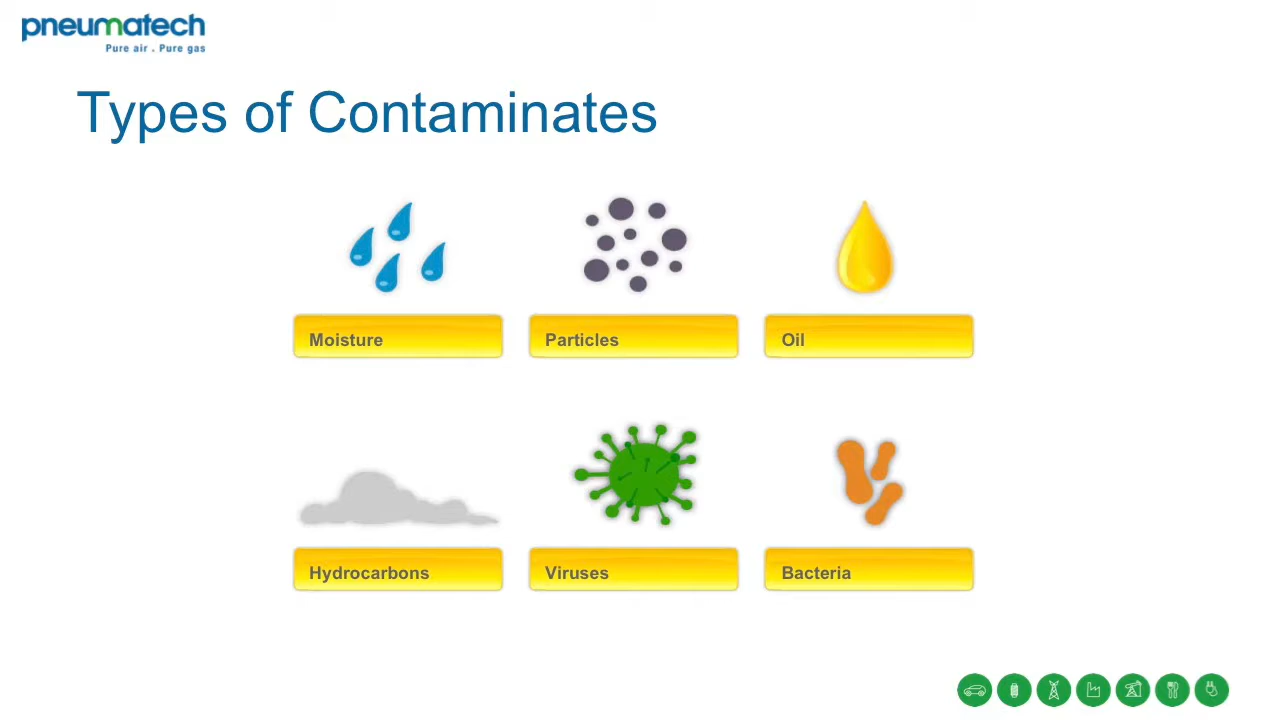 pneumatech
Pure air . Pure gas
Types of Contaminates
Moisture
Particles
Oil
Hydrocarbons
Viruses
Bacteria